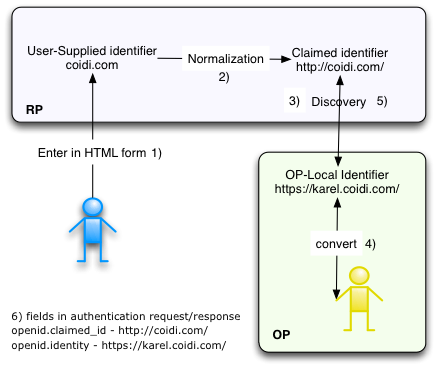 User-Supplied identifier
coidi.com
Normalization
2)
Claimed identifier
http://coidi.com/
3) Discovery 5)
RP
Enter in HTML form 1)
OP-Local Identifier
https://karel.coidi.com/
convert 4)
OP
6) fields in authentication request/response
openid.claimed_id - http://coidi.com/
openid.identity - https://karel.coidi.com/